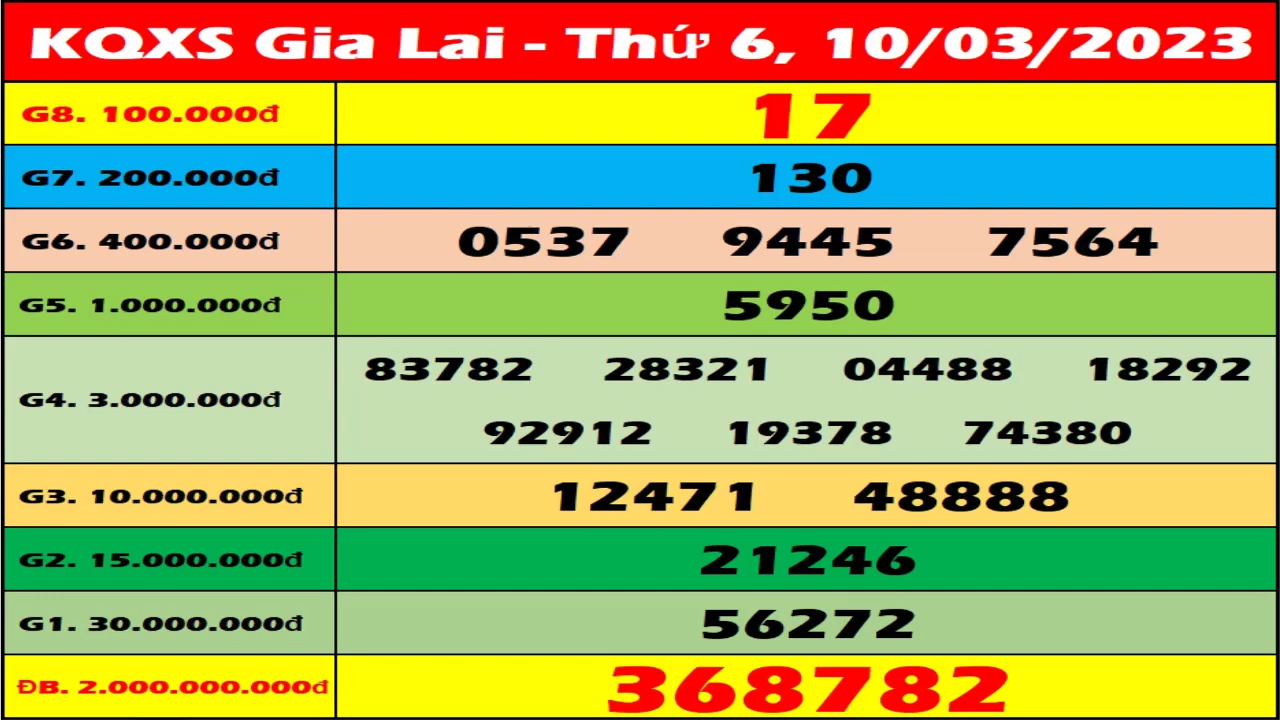 KQXS Gia Lai - Thứ 6, 10/03/2023
G8. 100.000đ 17
G7. 200.000đ 130
G6. 400.000đ 0537 9445 7564
G5. 1.000.000đ 5950
G4. 3.000.000đ 83782 28321 04488 18292
92912 19378 74380
G3. 10.000.000đ 12471 48888
G2. 15.000.000đ 21246
G1. 30.000.000đ 56272
ĐB. 2.000.000.000đ 368782